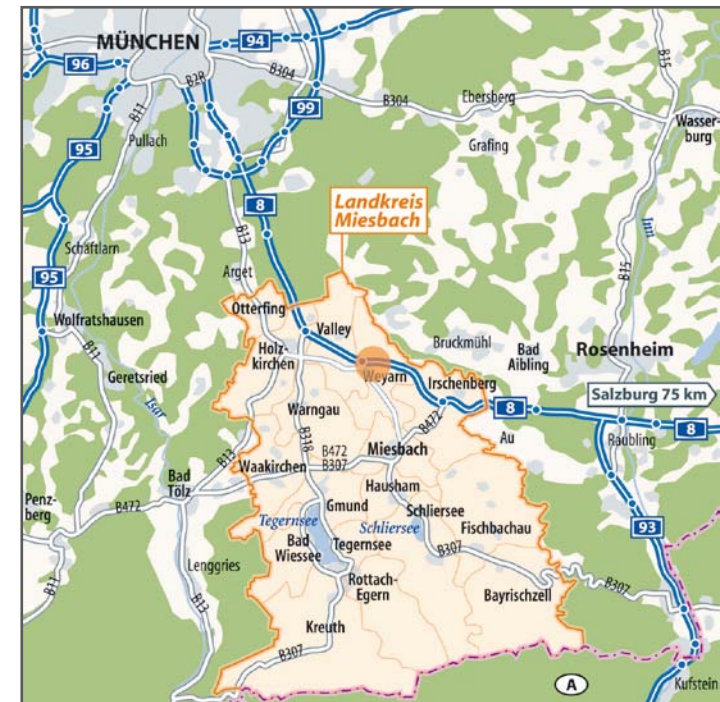 MÜNCHEN
94
96
B2R
B304
B15
B11
99
B304
Ebersberg
Wasser-
burg
Pullach
95
Grafing
8
Landkreis
Miesbach
B13
Inn
Schäftlarn
95
Arget
B15
Otterfing
Wolfratshausen
Valley
Bruckmühl
Holz-
kirchen
Bad
Aibling
Rosenheim
B11
Weyarn
Geretsried
Irschenberg
Salzburg 75 km
Isar
Warngau
B472
8
8
Au
Raubling
B318
Miesbach
B472
B13
B307
Waakirchen
Bad
Tölz
Hausham
Penz-
berg
B472
Gmund
Schliersee
93
Tegernsee
Schliersee
Fischbachau
Bad
Wiessee
Tegernsee
B307
Lenggries
B11
Rottach-
Egern
B307
Bayrischzell
B13
Kreuth
B307
A
Kufstein